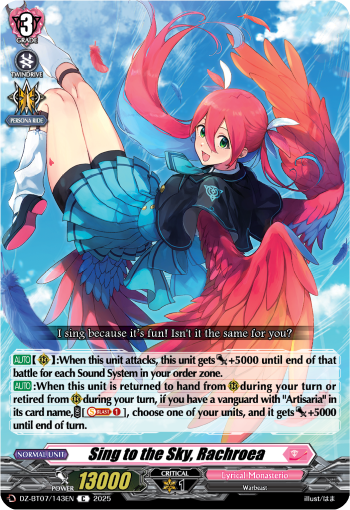 3
GRADE
TWINDRIVE
PERSONA RIDE
I sing because it's fun! Isn't it the same for you?
AUTO [ ]:When this unit attacks, this unit gets +5000 until end of that
battle for each Sound System in your order zone.
AUTO :When this unit is returned to hand from during your turn or
retired from during your turn, if you have a vanguard with "Artisaria" in
its card name, [ S BLAST 1 ], choose one of your units, and it gets +5000
until end of turn.
NORMAL UNIT
Sing to the Sky, Rachroea
POWER 13000 CRITICAL 1
Lyrical Monasterio
Warbeast
DZ-BT07/143EN C 2025 illust/はま